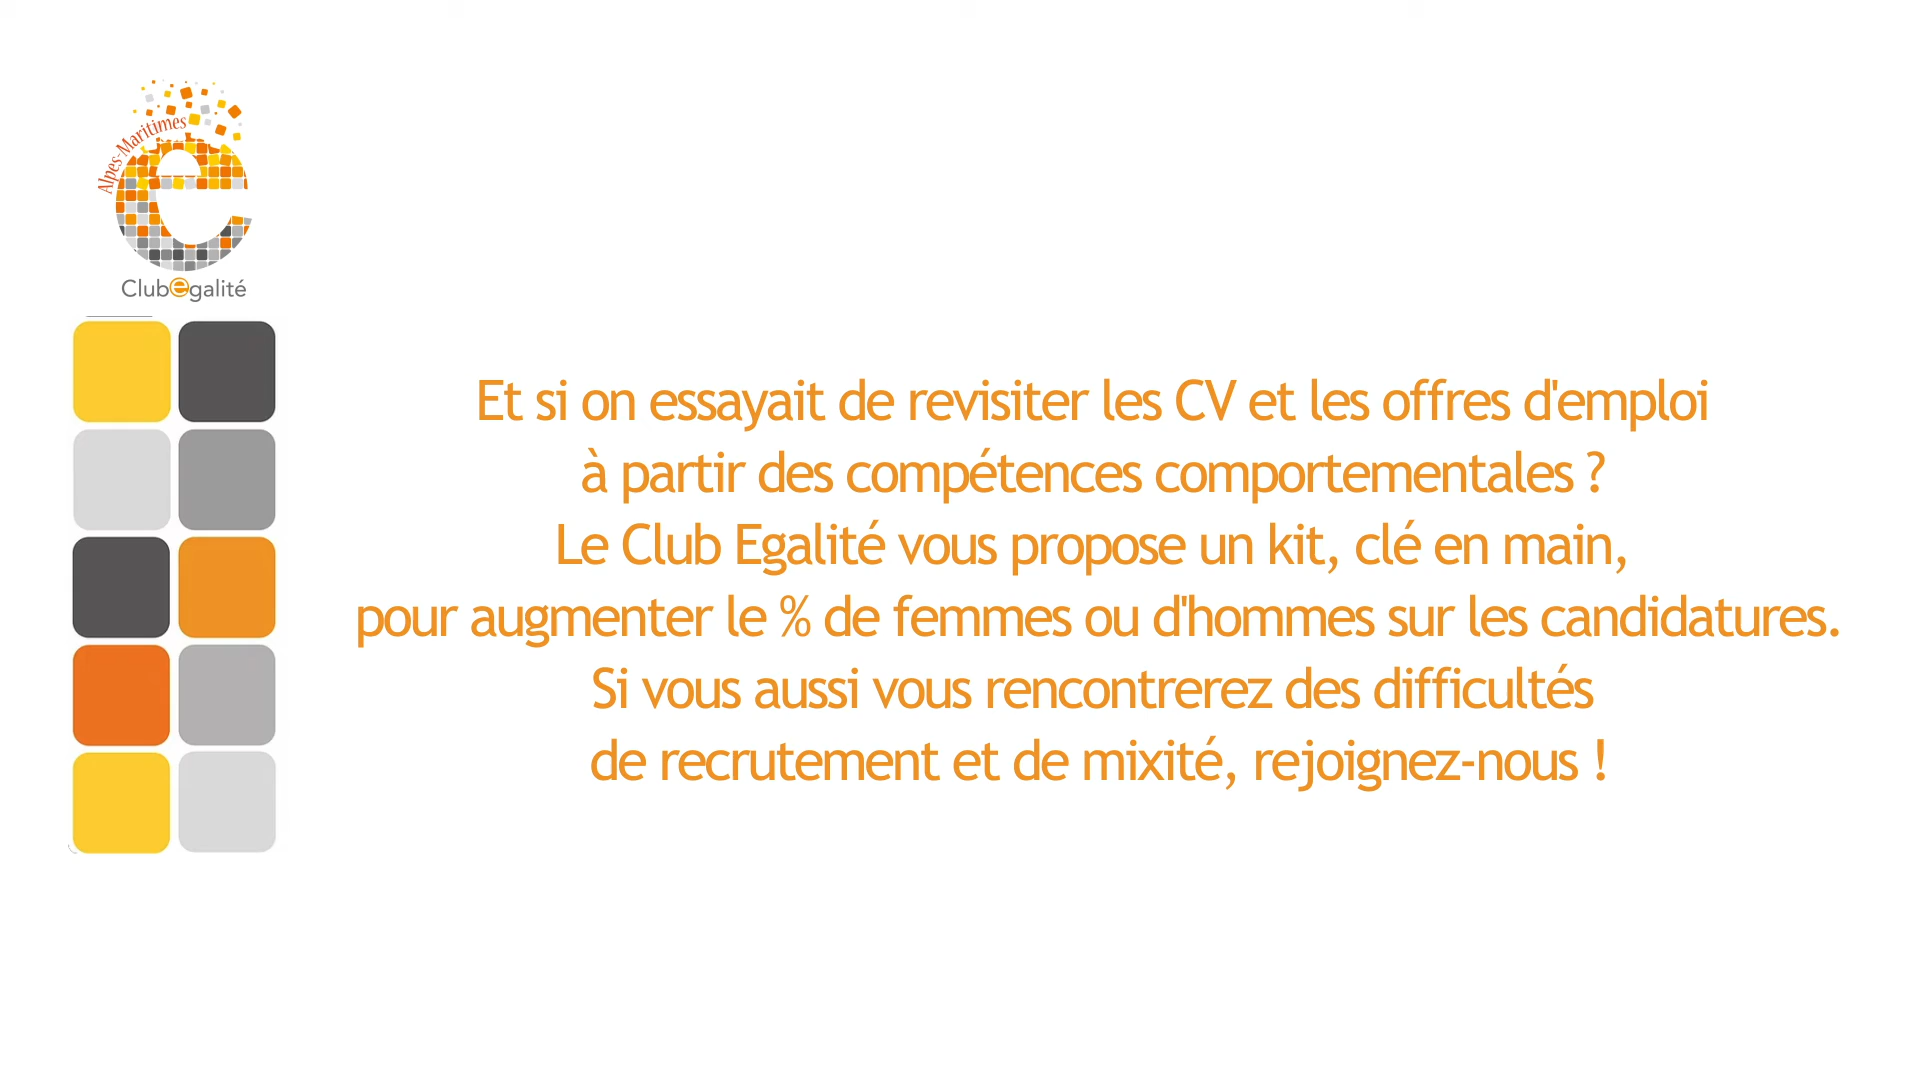 Alpes-Maritimes
Club egalité
Et si on essayait de revisiter les CV et les offres d'emploi
à partir des compétences comportementales ?
Le Club Egalité vous propose un kit, clé en main,
pour augmenter le % de femmes ou d'hommes sur les candidatures.
Si vous aussi vous rencontrerez des difficultés
de recrutement et de mixité, rejoignez-nous !